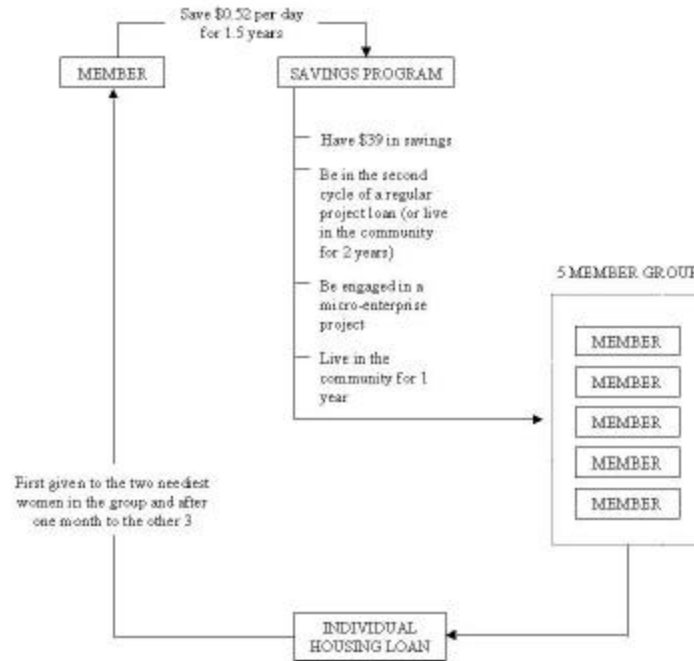 Save $0.52 per day
for 1.5 years
MEMBER
SAVINGS PROGRAM
Have $39 in savings
Be in the second
cycle of a regular
project loan (or live
in the community
for 2 years)
Be engaged in a
micro-enterprise
project
Live in the
community for 1
year
5 MEMBER GROUP
MEMBER
MEMBER
MEMBER
MEMBER
MEMBER
First given to the two neediest
women in the group and after
one month to the other 3
INDIVIDUAL
HOUSING LOAN